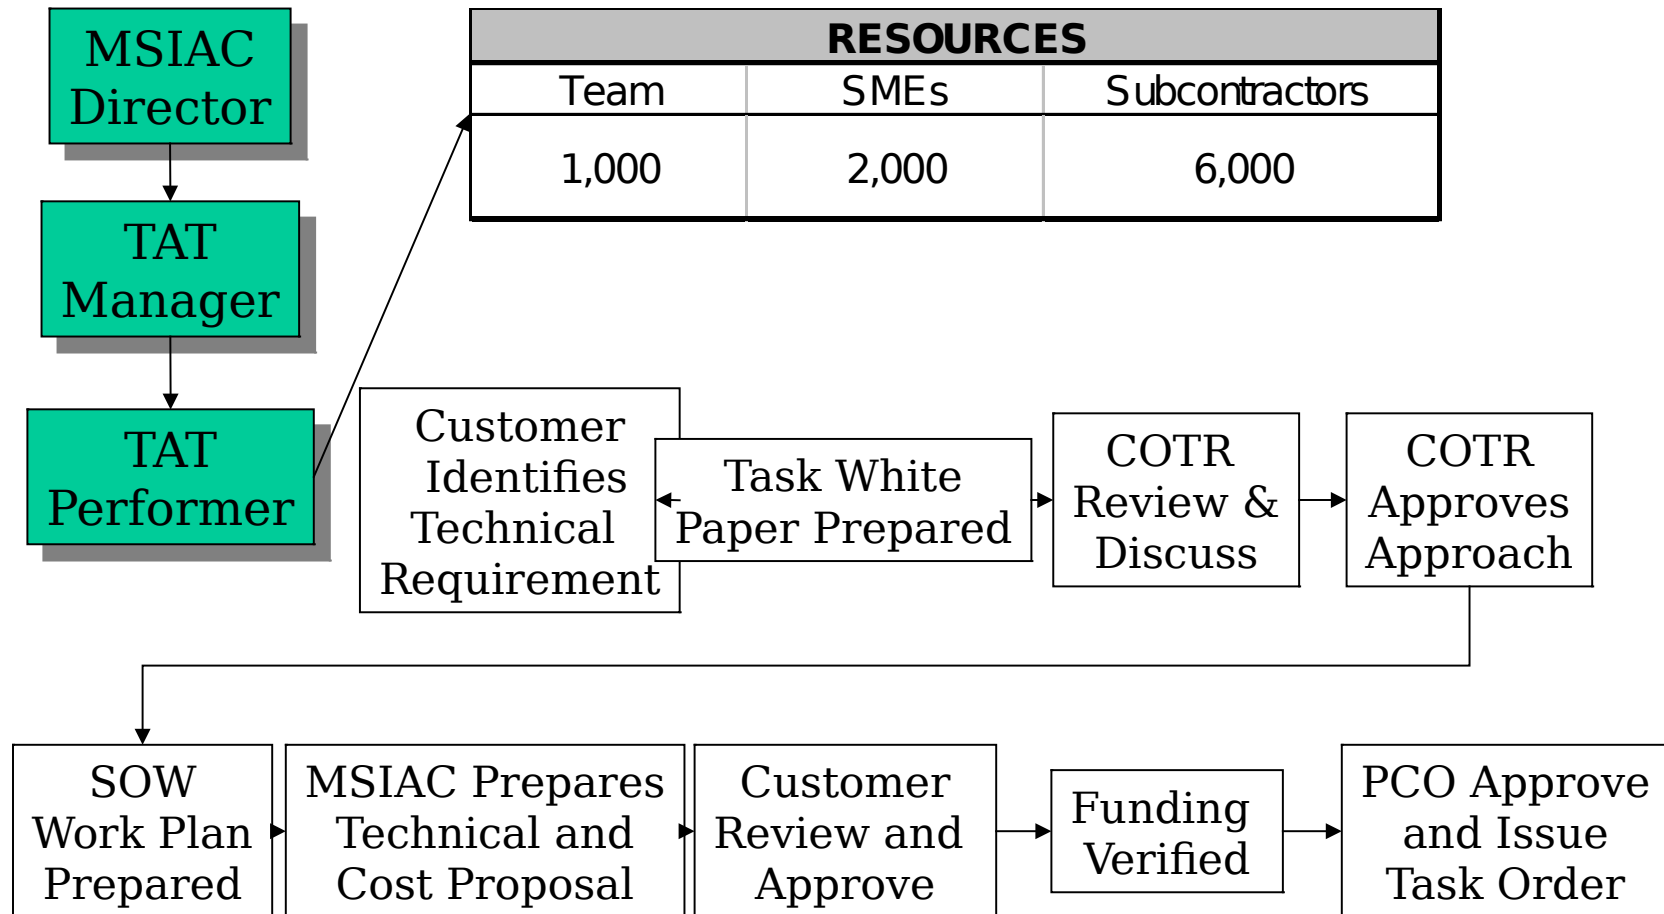 MSIAC
Director
TAT
Manager
TAT
Performer
RESOURCES
Team SMEs Subcontractors
1,000 2,000 6,000
Customer
Identifies
Technical
Requirement
Task White
Paper Prepared
COTR
Review &
Discuss
COTR
Approves
Approach
SOW
Work Plan
Prepared
MSIAC Prepares
Technical and
Cost Proposal
Customer
Review and
Approve
Funding
Verified
PCO Approve
and Issue
Task Order